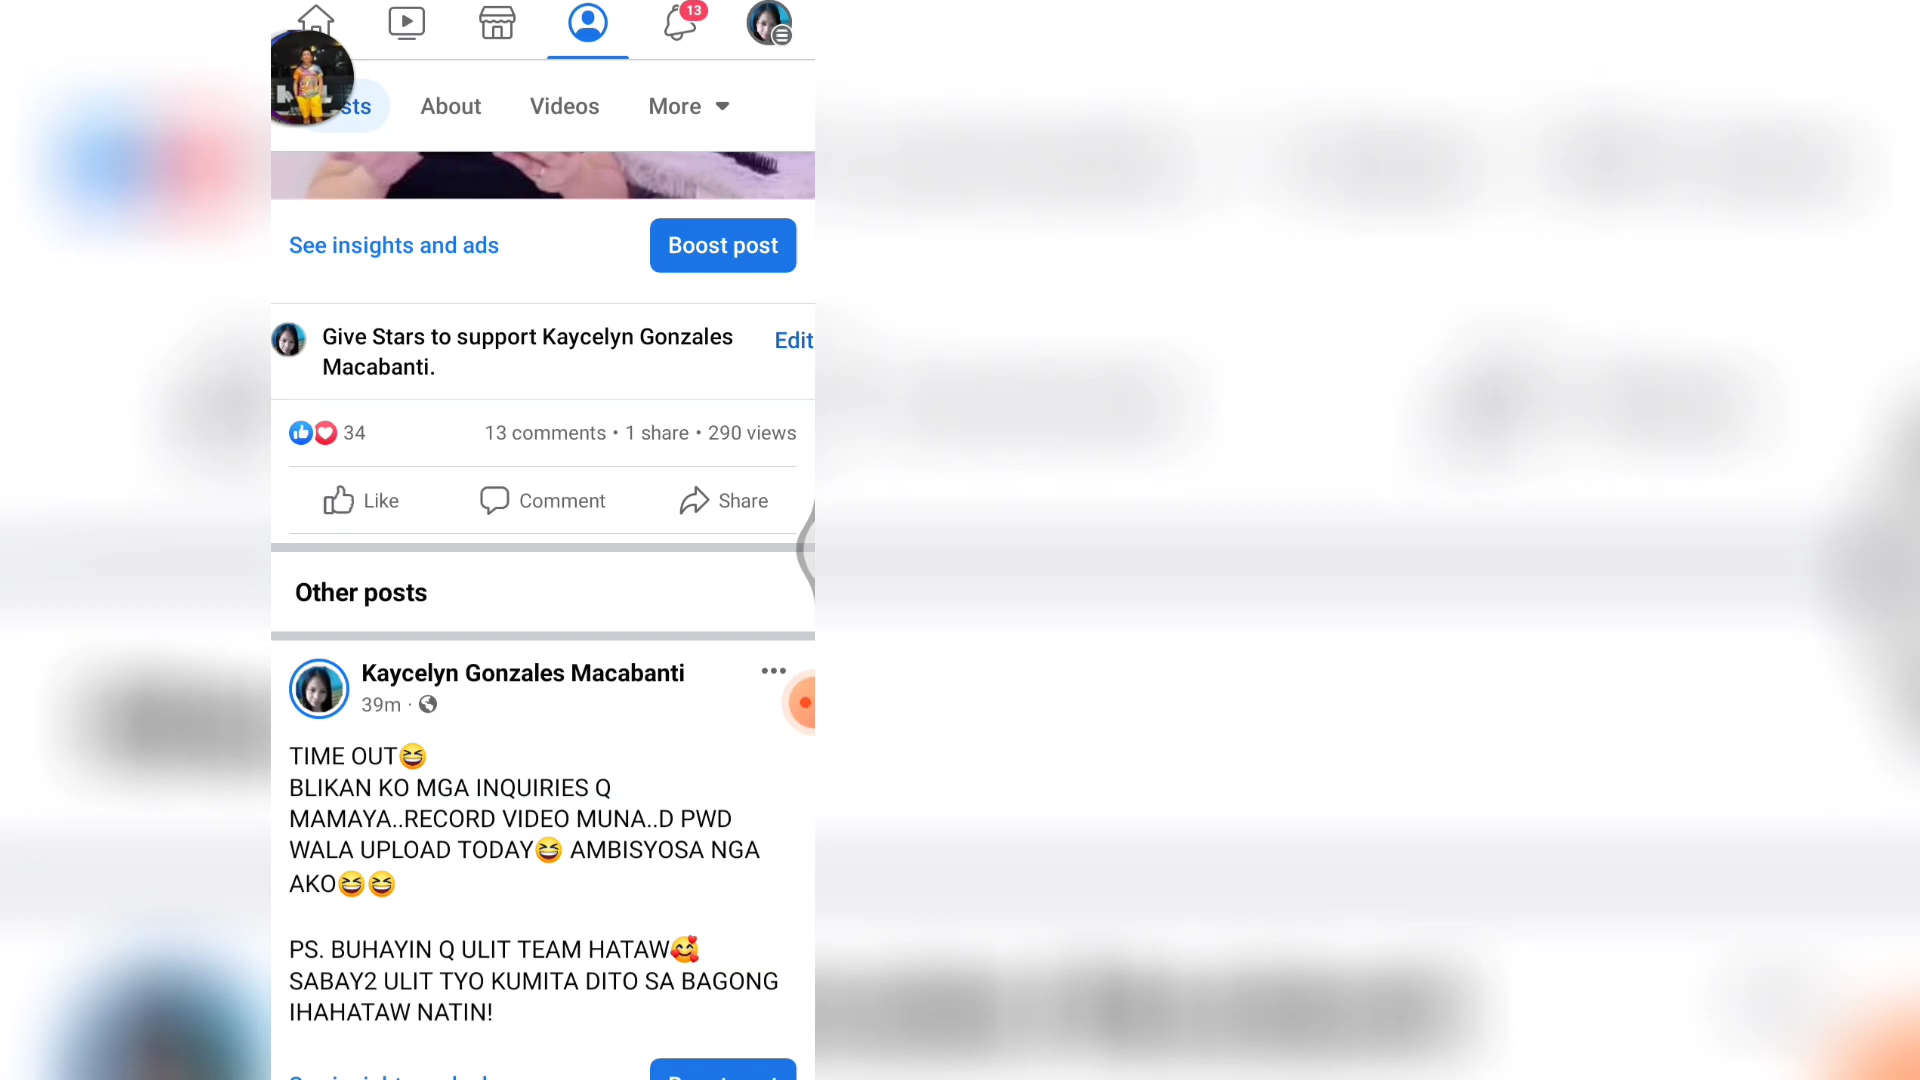 13
sts About Videos More
See insights and ads Boost post
Give Stars to support Kaycelyn Gonzales
Macabanti.
Edit
34 13 comments • 1 share • 290 views
Like Comment Share
Other posts
Kaycelyn Gonzales Macabanti
39m ·
TIME OUT😆
BLIKAN KO MGA INQUIRIES Q
MAMAYA..RECORD VIDEO MUNA..D PWD
WALA UPLOAD TODAY😆 AMBISYOSA NGA
AKO😆😆
PS. BUHAYIN Q ULIT TEAM HATAW🥰
SABAY2 ULIT TYO KUMITA DITO SA BAGONG
IHAHATAW NATIN!